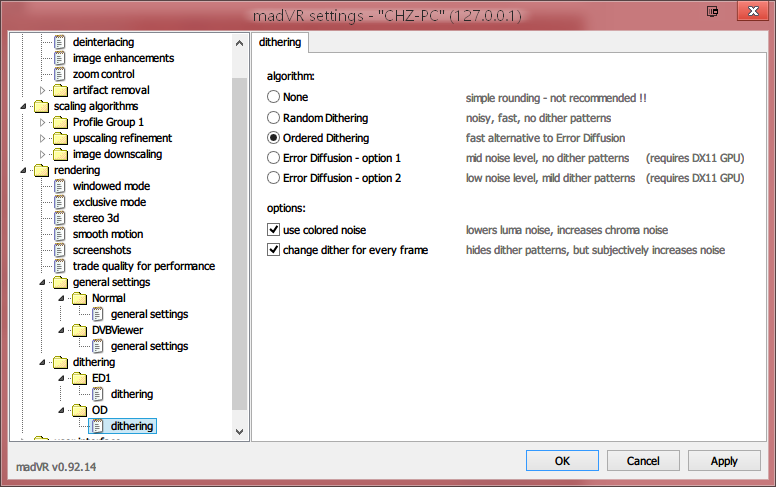 madVR settings - "CHZ-PC" (127.0.0.1)
deinterlacing
image enhancements
zoom control
artifact removal
scaling algorithms
Profile Group 1
upscaling refinement
image downscaling
rendering
windowed mode
exclusive mode
stereo 3d
smooth motion
screenshots
trade quality for performance
general settings
Normal
general settings
DVBViewer
general settings
dithering
ED1
dithering
OD
dithering
dithering
algorithm:
None simple rounding - not recommended !!
Random Dithering noisy, fast, no dither patterns
Ordered Dithering fast alternative to Error Diffusion
Error Diffusion - option 1 mid noise level, no dither patterns (requires DX11 GPU)
Error Diffusion - option 2 low noise level, mild dither patterns (requires DX11 GPU)
options:
use colored noise lowers luma noise, increases chroma noise
change dither for every frame hides dither patterns, but subjectively increases noise
madVR v0.92.14
OK Cancel Apply